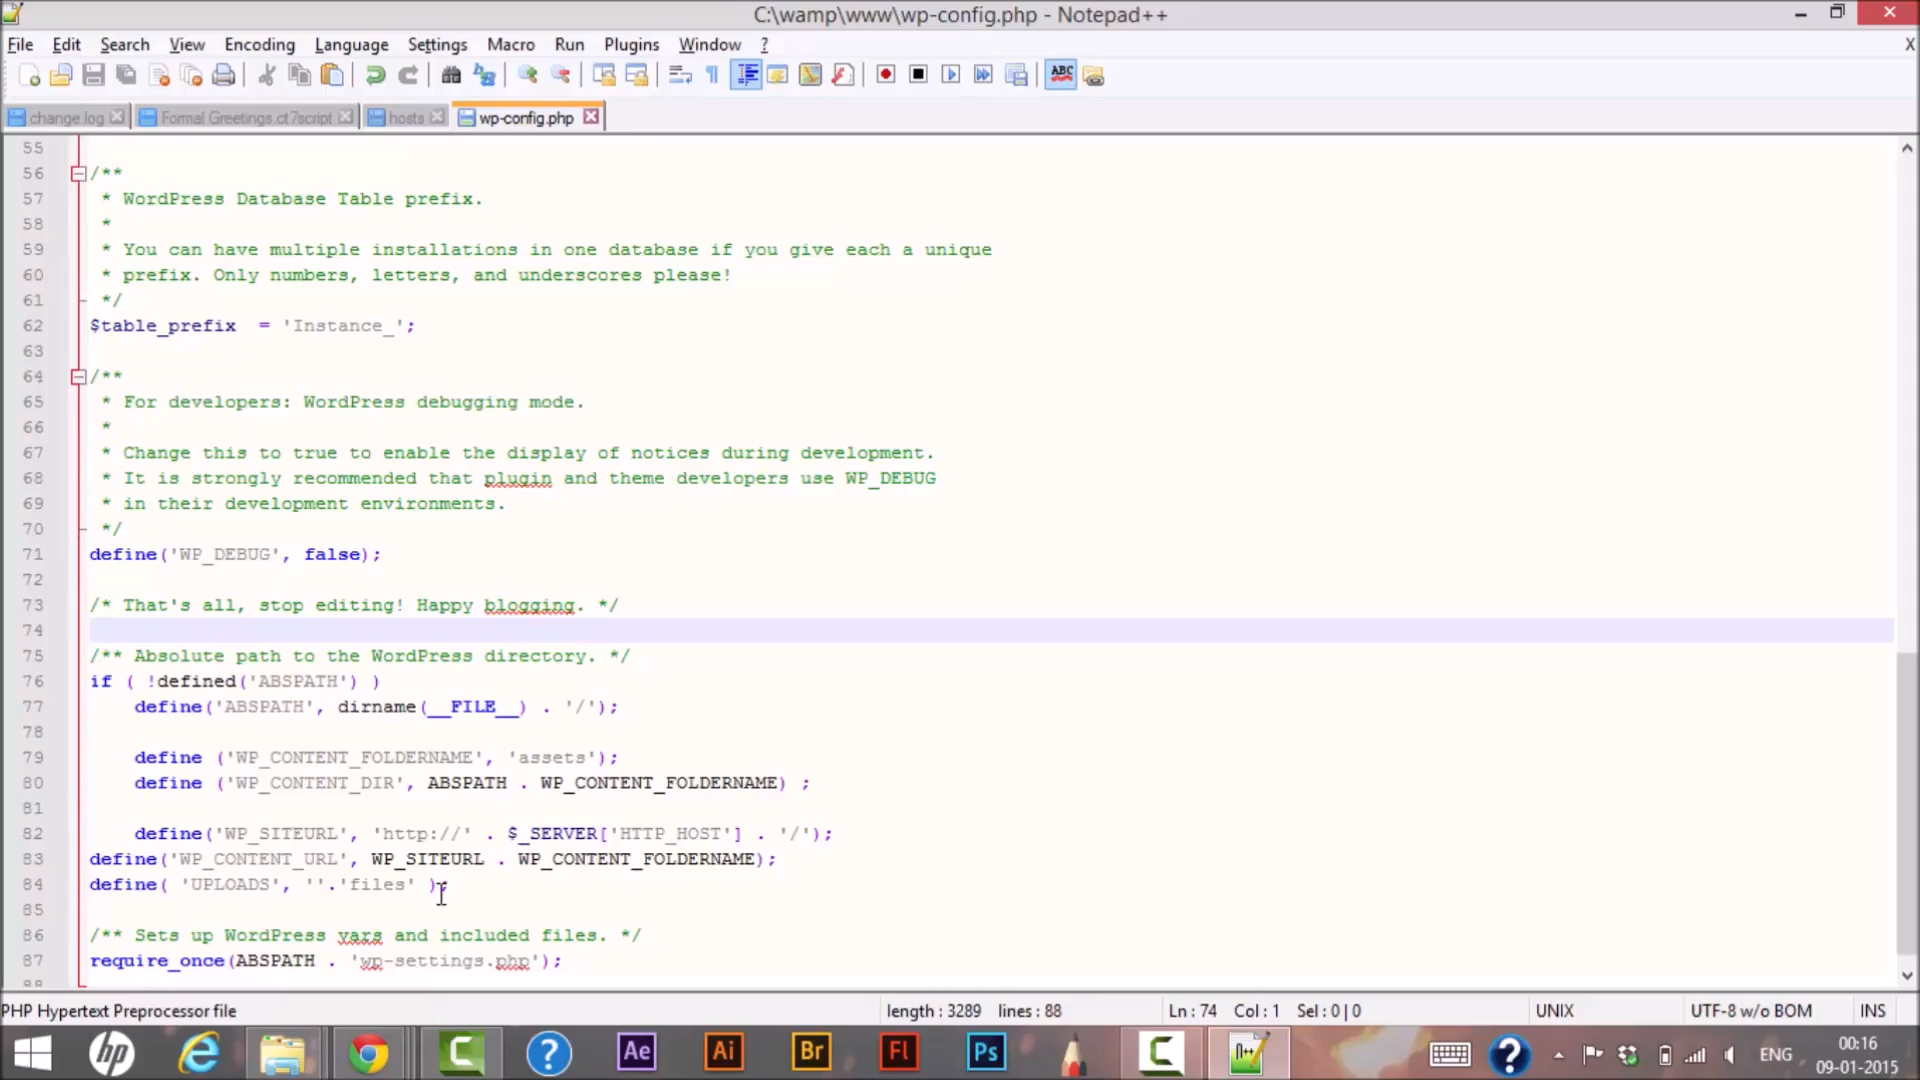 C:\wamp\www\wp-config.php - Notepad++
File Edit Search View Encoding Language Settings Macro Run Plugins Window ? X
change.log Formal Greetings.ct7script hosts wp-config.php
55
56 /**
57 * WordPress Database Table prefix.
58 *
59 * You can have multiple installations in one database if you give each a unique
60 * prefix. Only numbers, letters, and underscores please!
61 */
62 $table_prefix = 'Instance_';
63
64 /**
65 * For developers: WordPress debugging mode.
66 *
67 * Change this to true to enable the display of notices during development.
68 * It is strongly recommended that plugin and theme developers use WP_DEBUG
69 * in their development environments.
70 */
71 define('WP_DEBUG', false);
72
73 /* That's all, stop editing! Happy blogging. */
74
75 /** Absolute path to the WordPress directory. */
76 if ( !defined('ABSPATH') )
77 define('ABSPATH', dirname(__FILE__) . '/');
78
79 define ('WP_CONTENT_FOLDERNAME', 'assets');
80 define ('WP_CONTENT_DIR', ABSPATH . WP_CONTENT_FOLDERNAME) ;
81
82 define('WP_SITEURL', 'http://' . $_SERVER['HTTP_HOST'] . '/');
83 define('WP_CONTENT_URL', WP_SITEURL . WP_CONTENT_FOLDERNAME);
84 define( 'UPLOADS', ''.'files' );
85
86 /** Sets up WordPress vars and included files. */
87 require_once(ABSPATH . 'wp-settings.php');
88
PHP Hypertext Preprocessor file length : 3289 lines : 88 Ln : 74 Col : 1 Sel : 0 | 0 UNIX UTF-8 w/o BOM INS
hp Ae Ai Br Fl Ps ENG
00:16
09-01-2015